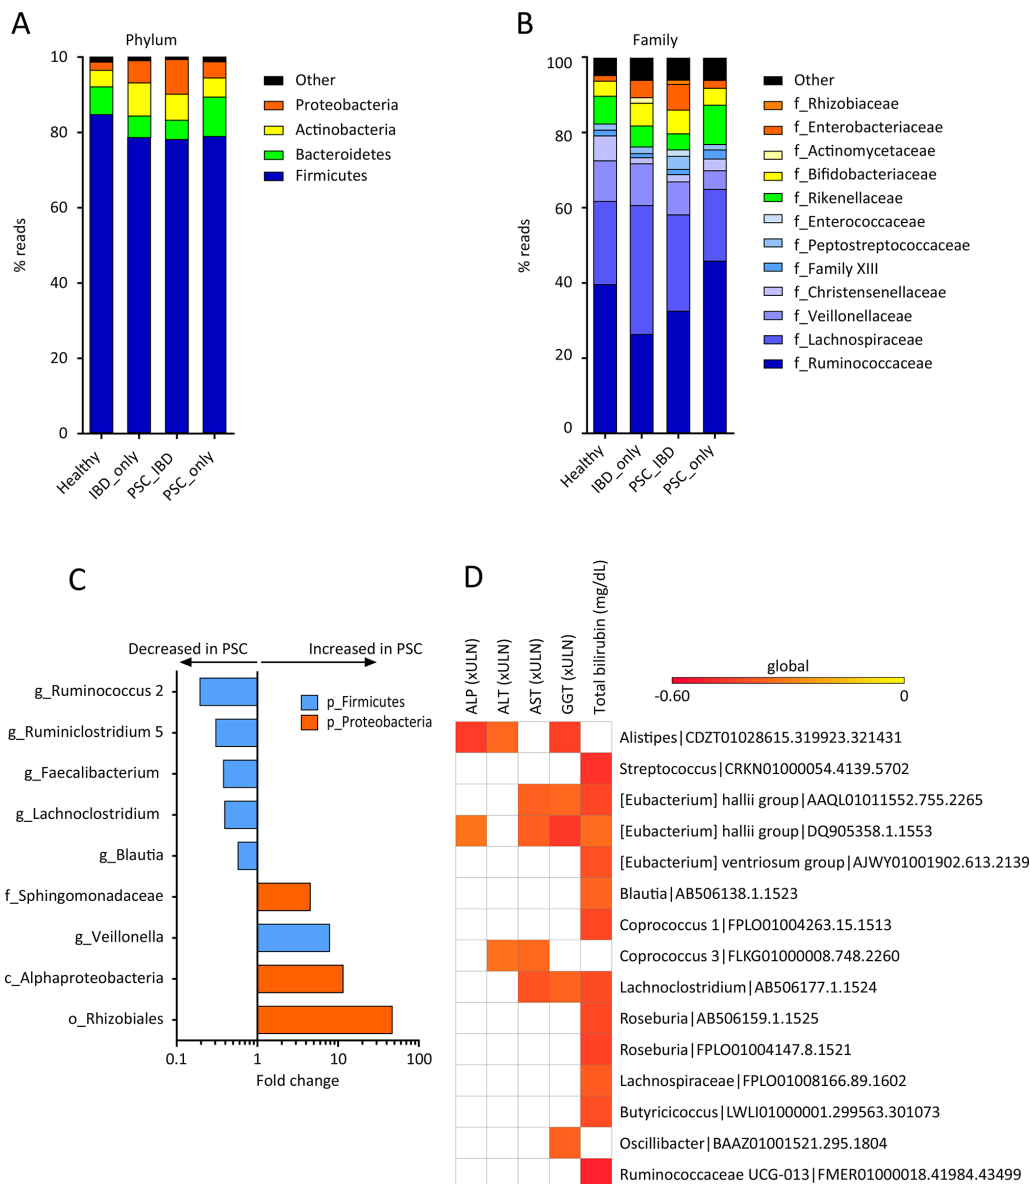 A
Phylum
10
80
60
40
20
0
% reads
Healthy
IBD_only
PSC_IBD
PSC_only
Other
Proteobacteria
Actinobacteria
Bacteroidetes
Firmicutes
B
Family
100
80
60
40
20
0
% reads
Healthy
IBD_only
PSC_IBD
PSC_only
Other
f_Rhizobiaceae
f_Enterobacteriaceae
f_Actinomycetaceae
f_Bifidobacteriaceae
f_Rikenellaceae
f_Enterococcaceae
f_Peptostreptococcaceae
f_Family XIII
f_Christensenellaceae
f_Veillonellaceae
f_Lachnospiraceae
f_Ruminococcaceae
C
Decreased in PSC
Increased in PSC
p_Firmicutes
p_Proteobacteria
g_Ruminococcus 2
g_Ruminiclostridium 5
g_Faecalibacterium
g_Lachnoclostridium
g_Blautia
f_Sphingomonadaceae
g_Veillonella
c_Alphaproteobacteria
o_Rhizobiales
0.1 1 10 100
Fold change
D
ALP (xULN)
ALT (xULN)
AST (xULN)
GGT (xULN)
Total bilirubin (mg/dL)
global
-0.60 0
Alistipes|CDZT01028615.319923.321431
Streptococcus|CRKN01000054.4139.5702
[Eubacterium] hallii group|AAQL01011552.755.2265
[Eubacterium] hallii group|DQ905358.1.1553
[Eubacterium] ventriosum group|AJWY01001902.613.2139
Blautia|AB506138.1.1523
Coprococcus 1|FPLO01004263.15.1513
Coprococcus 3|FLKG01000008.748.2260
Lachnoclostridium|AB506177.1.1524
Roseburia|AB506159.1.1525
Roseburia|FPLO01004147.8.1521
Lachnospiraceae|FPLO01008166.89.1602
Butyricicoccus|LWLI01000001.299563.301073
Oscillibacter|BAAZ01001521.295.1804
Ruminococcaceae UCG-013|FMER01000018.41984.43499